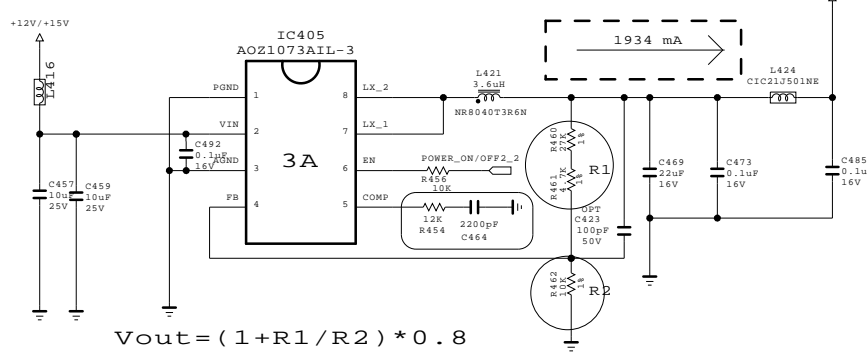 +12V/+15V
L416
IC405
AOZ1073AIL-3
3A
PGND
1
VIN
2
AGND
3
FB
4
8
LX_2
7
LX_1
6
EN
5
COMP
C492
0.1uF
16V
C457
10uF
25V
C459
10uF
25V
L421
3.6uH
NR8040T3R6N
POWER_ON/OFF2_2
R456
10K
12K
R454
2200pF
C464
1934 mA
L424
CIC21J501NE
R460
27K
1%
R461
4.7K
1%
R1
OPT
C423
100pF
50V
R462
10K
1%
R2
C469
22uF
16V
C473
0.1uF
16V
C485
0.1u
16V
Vout=(1+R1/R2)*0.8